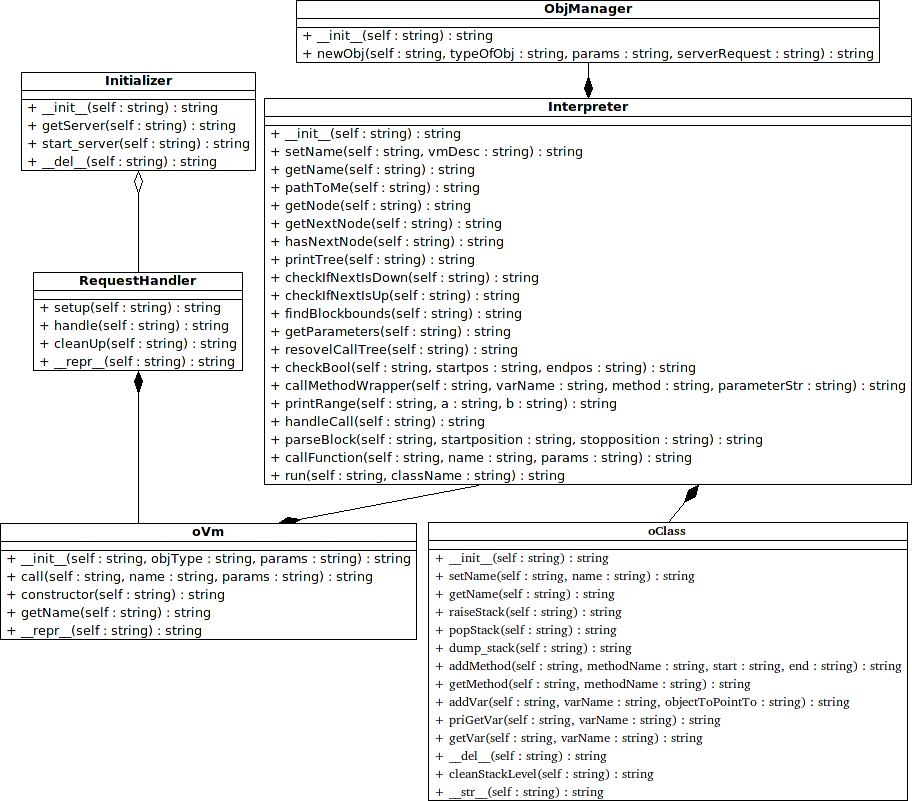 ObjManager
+ __init__(self : string) : string
+ newObj(self : string, typeOfObj : string, params : string, serverRequest : string) : string
Initializer
+ __init__(self : string) : string
+ getServer(self : string) : string
+ start_server(self : string) : string
+ __del__(self : string) : string
Interpreter
+ __init__(self : string) : string
+ setName(self : string, vmDesc : string) : string
+ getName(self : string) : string
+ pathToMe(self : string) : string
+ getNode(self : string) : string
+ getNextNode(self : string) : string
+ hasNextNode(self : string) : string
+ printTree(self : string) : string
+ checkIfNextIsDown(self : string) : string
+ checkIfNextIsUp(self : string) : string
+ findBlockbounds(self : string) : string
+ getParameters(self : string) : string
+ resovelCallTree(self : string) : string
+ checkBool(self : string, startpos : string, endpos : string) : string
+ callMethodWrapper(self : string, varName : string, method : string, parameterStr : string) : string
+ printRange(self : string, a : string, b : string) : string
+ handleCall(self : string) : string
+ parseBlock(self : string, startposition : string, stopposition : string) : string
+ callFunction(self : string, name : string, params : string) : string
+ run(self : string, className : string) : string
RequestHandler
+ setup(self : string) : string
+ handle(self : string) : string
+ cleanUp(self : string) : string
+ __repr__(self : string) : string
oVm
+ __init__(self : string, objType : string, params : string) : string
+ call(self : string, name : string, params : string) : string
+ constructor(self : string) : string
+ getName(self : string) : string
+ __repr__(self : string) : string
oClass
+ __init__(self : string) : string
+ setName(self : string, name : string) : string
+ getName(self : string) : string
+ raiseStack(self : string) : string
+ popStack(self : string) : string
+ dump_stack(self : string) : string
+ addMethod(self : string, methodName : string, start : string, end : string) : string
+ getMethod(self : string, methodName : string) : string
+ addVar(self : string, varName : string, objectToPointTo : string) : string
+ priGetVar(self : string, varName : string) : string
+ getVar(self : string, varName : string) : string
+ __del__(self : string) : string
+ cleanStackLevel(self : string) : string
+ __str__(self : string) : string